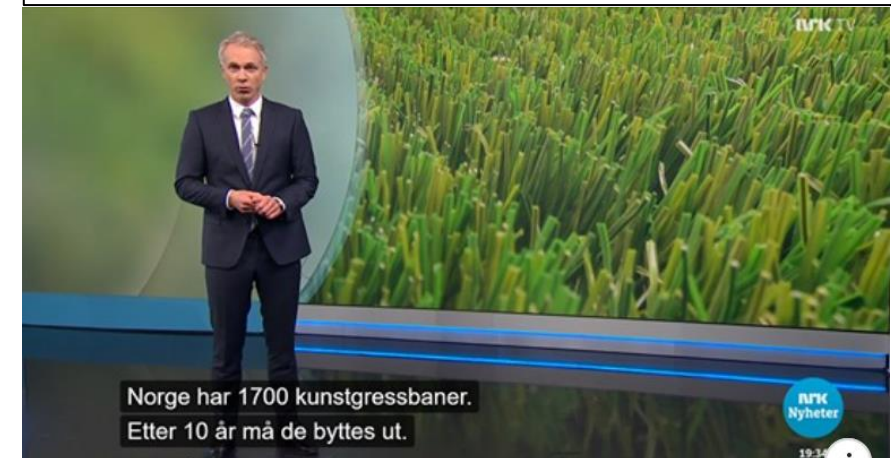 NRK TV
Norge har 1700 kunstgressbaner.
Etter 10 år må de byttes ut.
NRK
Nyheter
19:34